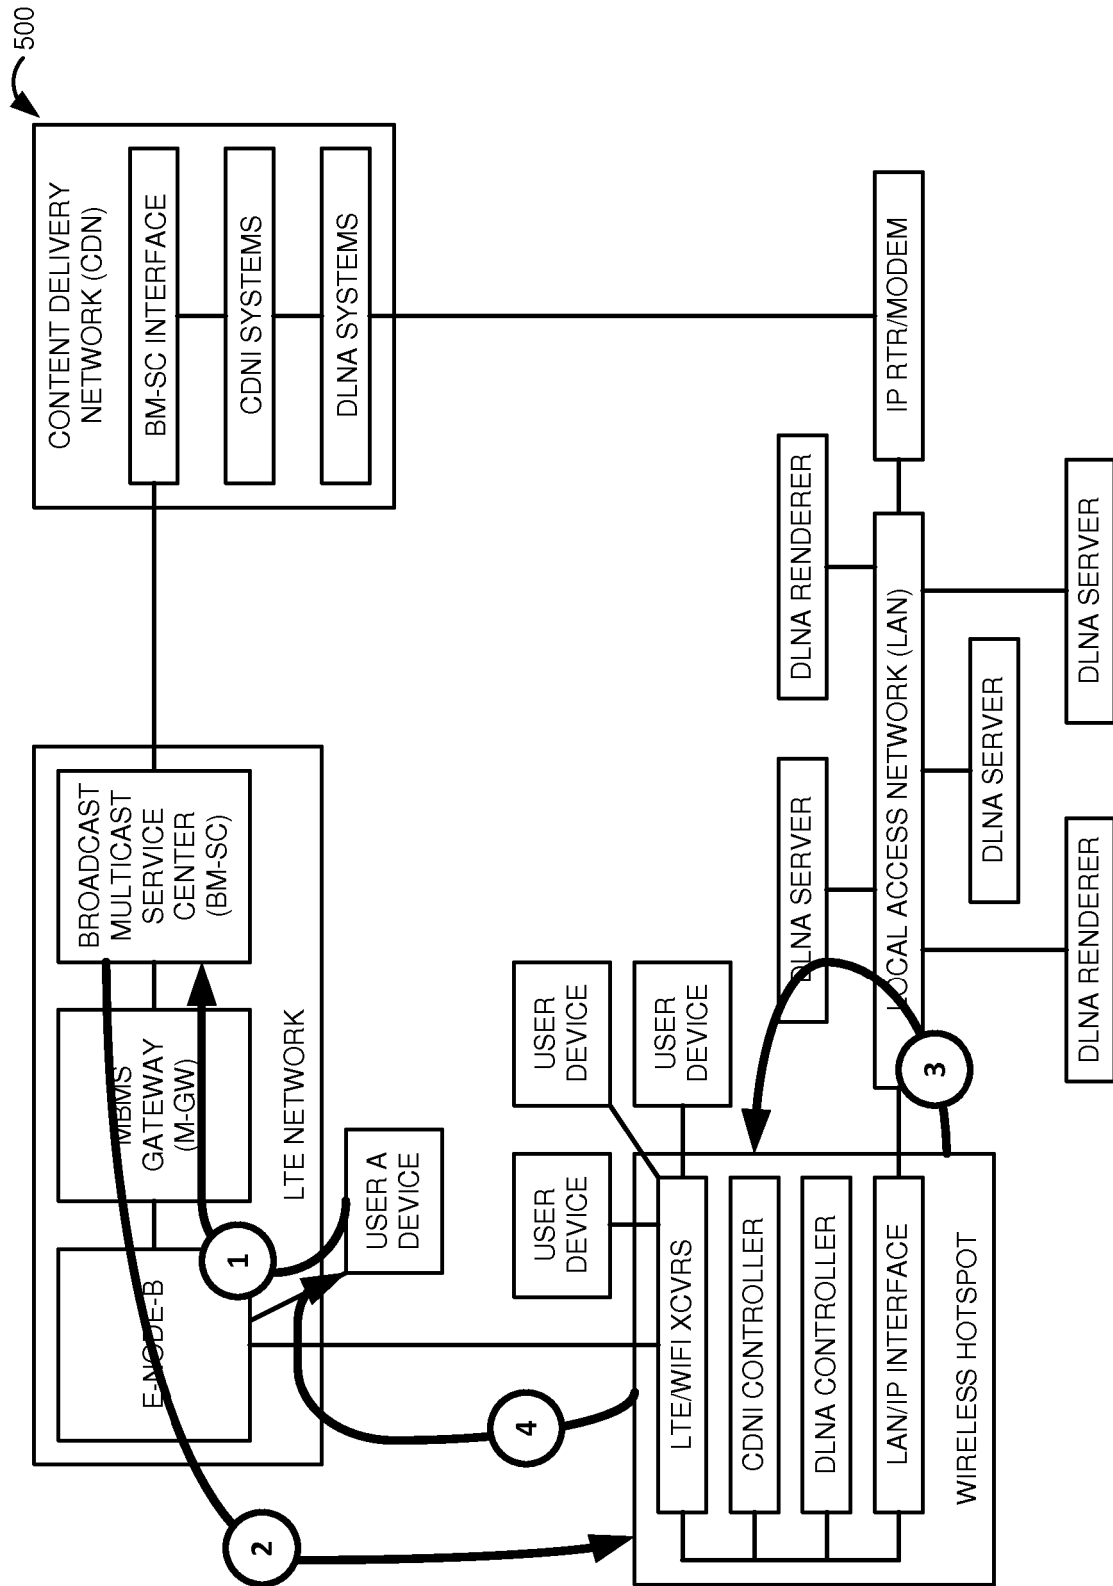 500
CONTENT DELIVERY
NETWORK (CDN)
BM-SC INTERFACE
CDNI SYSTEMS
DLNA SYSTEMS
BROADCAST
MULTICAST
SERVICE
CENTER
(BM-SC)
MBMS
GATEWAY
(M-GW)
E-NODE-B
LTE NETWORK
1
2
USER A
DEVICE
4
USER
DEVICE
USER
DEVICE
USER
DEVICE
LTE/WIFI XCVRS
CDNI CONTROLLER
DLNA CONTROLLER
LAN/IP INTERFACE
WIRELESS HOTSPOT
3
DLNA SERVER
DLNA RENDERER
LOCAL ACCESS NETWORK (LAN)
IP RTR/MODEM
DLNA RENDERER
DLNA SERVER
DLNA SERVER